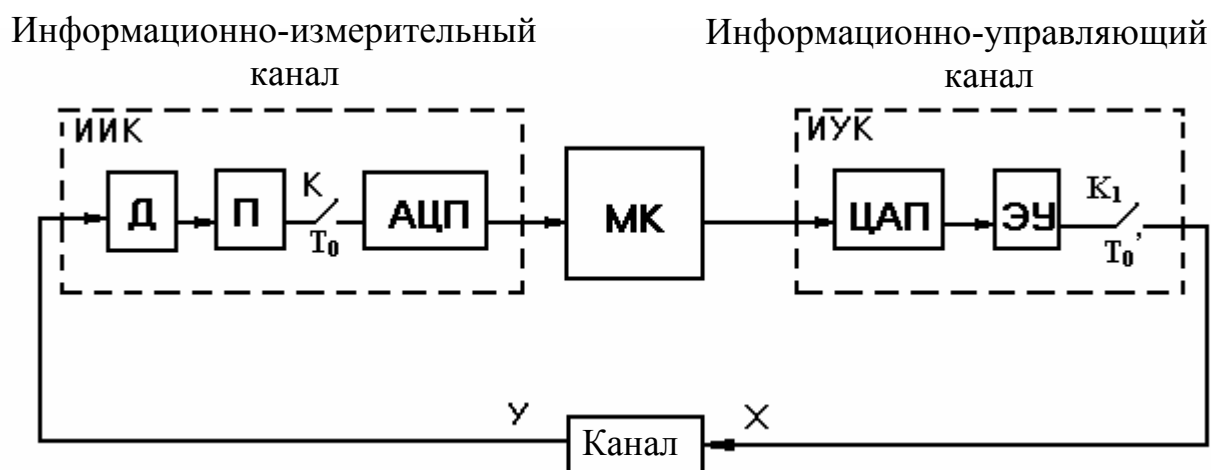 Информационно-измерительный
канал
Информационно-управляющий
канал
ИИК
Д
П
К
T₀
АЦП
МК
ИУК
ЦАП
ЭУ
K₁
T₀'
У
Канал
Х